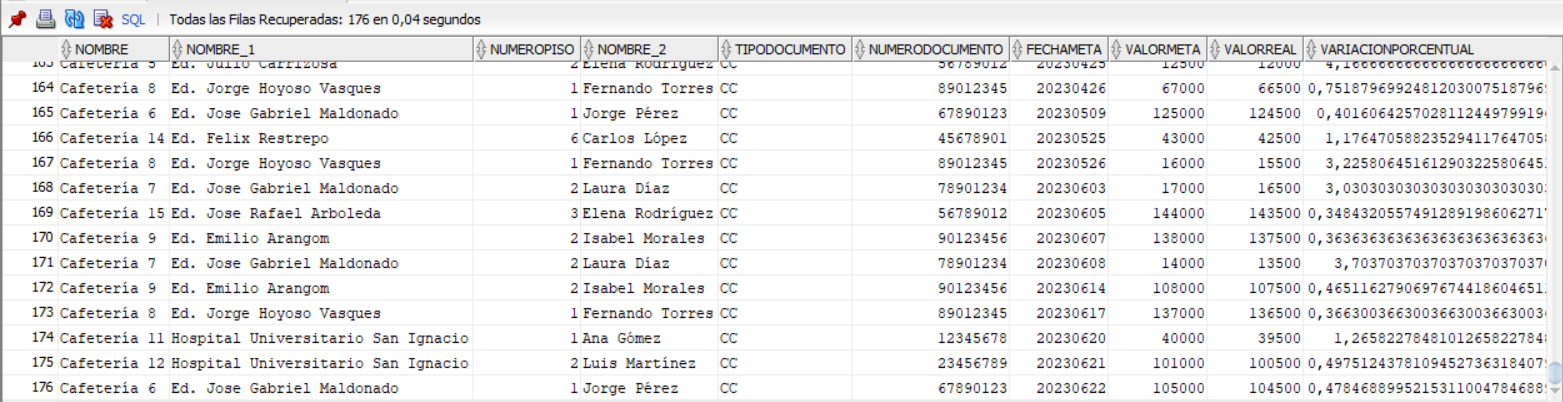 SQL | Todas las Filas Recuperadas: 176 en 0,04 segundos
NOMBRE NOMBRE_1 NUMEROPISO NOMBRE_2 TIPODOCUMENTO NUMERODOCUMENTO FECHAMETA VALORMETA VALORREAL VARIACIONPORCENTUAL
163 Cafetería 5 Ed. Julio Carrizosa 2 Elena Rodríguez CC 56789012 20230425 12500 12000
164 Cafetería 8 Ed. Jorge Hoyoso Vasques 1 Fernando Torres CC 89012345 20230426 67000 66500 0,7518796992481203007518796
165 Cafetería 6 Ed. Jose Gabriel Maldonado 1 Jorge Pérez CC 67890123 20230509 125000 124500 0,401606425702811244979919
166 Cafetería 14 Ed. Felix Restrepo 6 Carlos López CC 45678901 20230525 43000 42500 1,17647058823529411764705
167 Cafetería 8 Ed. Jorge Hoyoso Vasques 1 Fernando Torres CC 89012345 20230526 16000 15500 3,22580645161290322580645
168 Cafetería 7 Ed. Jose Gabriel Maldonado 2 Laura Díaz CC 78901234 20230603 17000 16500 3,03030303030303030303030
169 Cafetería 15 Ed. Jose Rafael Arboleda 3 Elena Rodríguez CC 56789012 20230605 144000 143500 0,3484320557491289198606271
170 Cafetería 9 Ed. Emilio Arangom 2 Isabel Morales CC 90123456 20230607 138000 137500 0,3636363636363636363636363
171 Cafetería 7 Ed. Jose Gabriel Maldonado 2 Laura Díaz CC 78901234 20230608 14000 13500 3,7037037037037037037037
172 Cafetería 9 Ed. Emilio Arangom 2 Isabel Morales CC 90123456 20230614 108000 107500 0,465116279069767441860465
173 Cafetería 8 Ed. Jorge Hoyoso Vasques 1 Fernando Torres CC 89012345 20230617 137000 136500 0,3663003663003663003663003
174 Cafetería 11 Hospital Universitario San Ignacio 1 Ana Gómez CC 12345678 20230620 40000 39500 1,2658227848101265822784
175 Cafetería 12 Hospital Universitario San Ignacio 2 Luis Martínez CC 23456789 20230621 101000 100500 0,497512437810945273631840
176 Cafetería 6 Ed. Jose Gabriel Maldonado 1 Jorge Pérez CC 67890123 20230622 105000 104500 0,478468899521531100478468